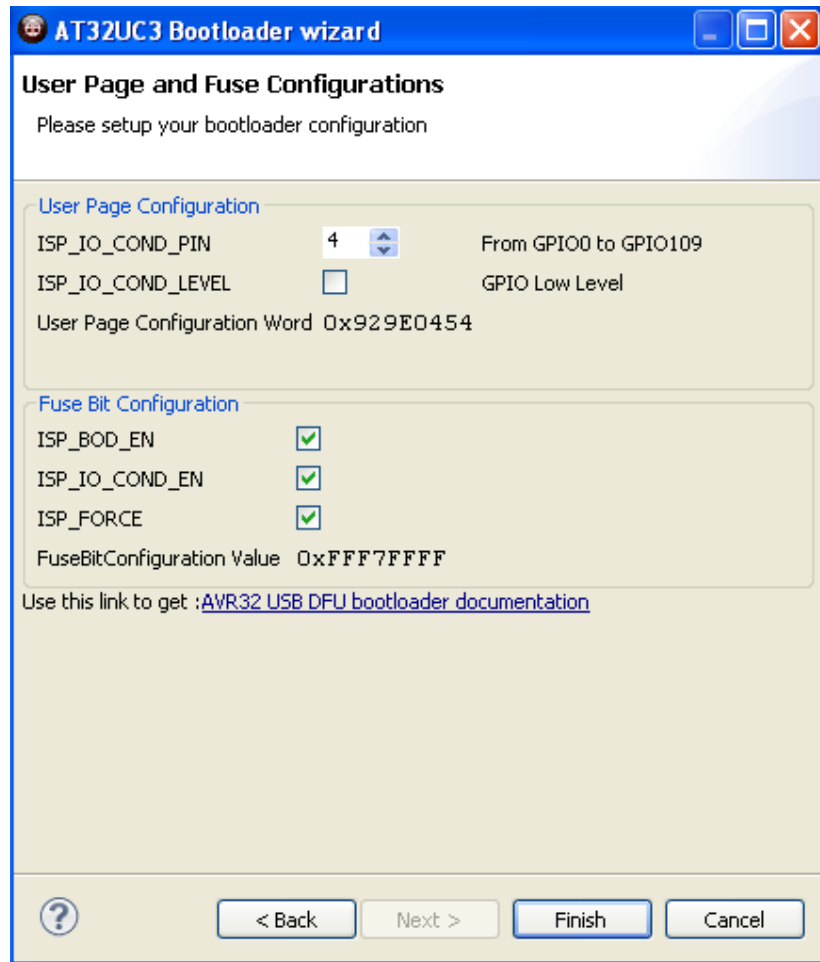 AT32UC3 Bootloader wizard
User Page and Fuse Configurations
Please setup your bootloader configuration
User Page Configuration
ISP_IO_COND_PIN 4 From GPIO0 to GPIO109
ISP_IO_COND_LEVEL GPIO Low Level
User Page Configuration Word 0x929E0454
Fuse Bit Configuration
ISP_BOD_EN
ISP_IO_COND_EN
ISP_FORCE
FuseBitConfiguration Value 0xFFF7FFFF
Use this link to get :AVR32 USB DFU bootloader documentation
? < Back Next > Finish Cancel